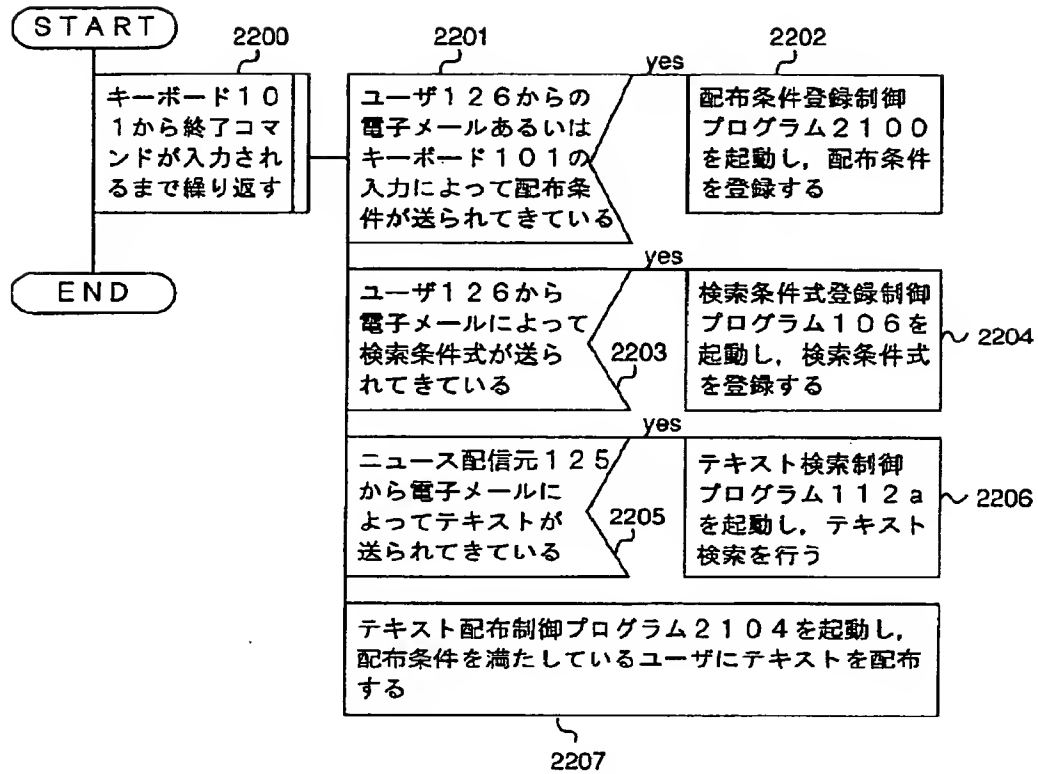 START
2200
2201
2202
yes
キーボード10
1から終了コマ
ンドが入力され
るまで繰り返す
ユーザ126からの
電子メールあるいは
キーボード101の
入力によって配布条
件が送られてきている
配布条件登録制御
プログラム2100
を起動し，配布条件
を登録する
END
yes
ユーザ126から
電子メールによって
検索条件式が送ら
れてきている
2203
検索条件式登録制御
プログラム106を
起動し，検索条件式
を登録する
2204
yes
ニュース配信元125
から電子メールに
よってテキストが
送られてきている
2205
テキスト検索制御
プログラム112a
を起動し，テキスト
検索を行う
2206
テキスト配布制御プログラム2104を起動し，
配布条件を満たしているユーザにテキストを配布
する
2207